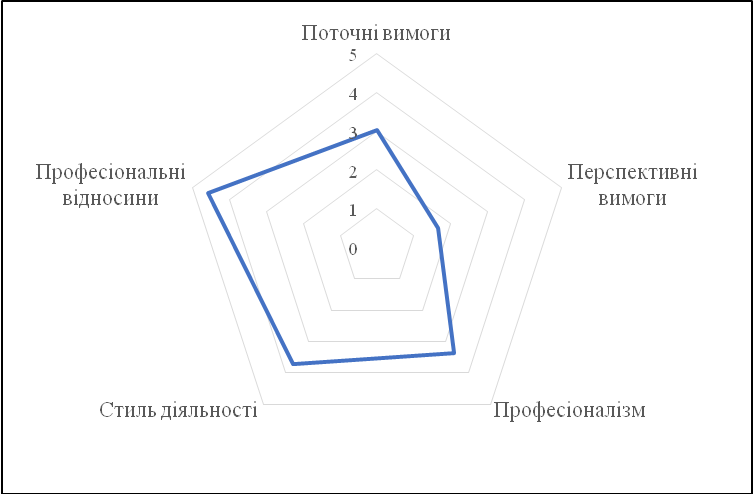 Поточні вимоги
5
4
3
2
1
0
Перспективні
вимоги
Професіоналізм
Стиль діяльності
Професіональні
відносини